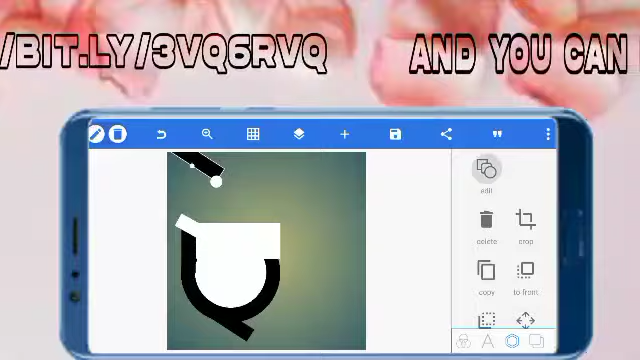 /BIT.LY/3VQ6RVQ AND YOU CAN
edit
delete crop
copy to front